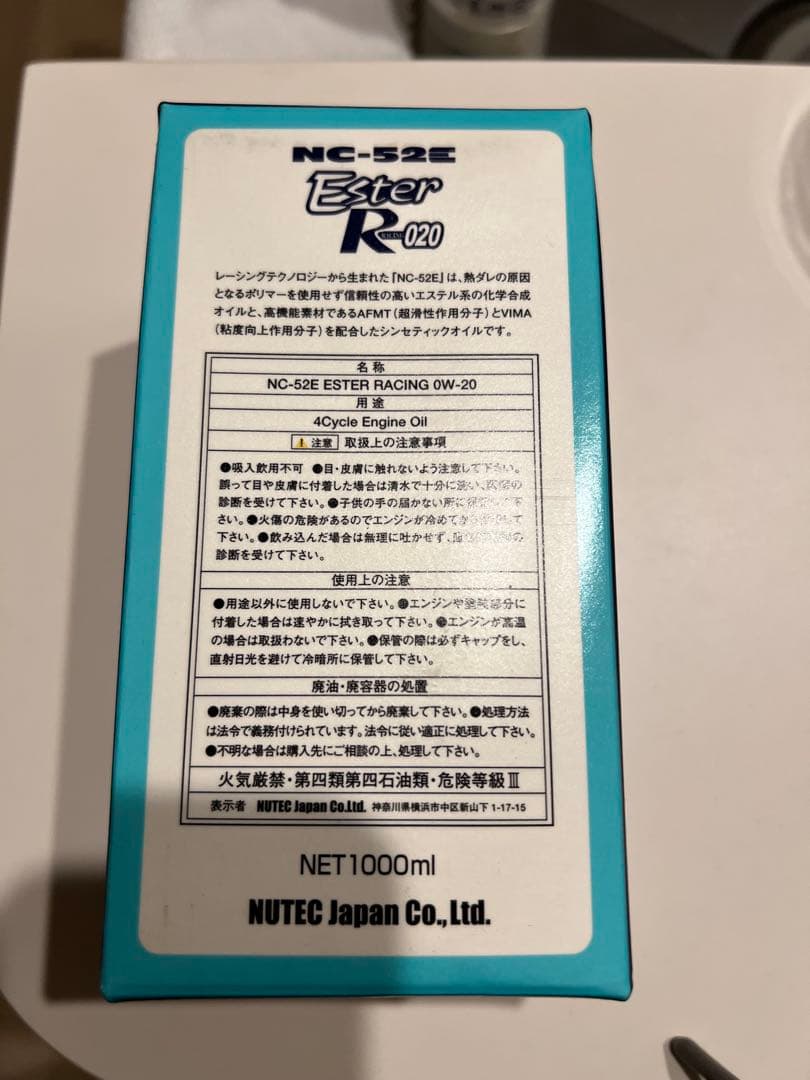 NC-52E
Ester
R RACING 020
レーシングテクノロジーから生まれた「NC-52E」は、熱ダレの原因
となるポリマーを使用せず信頼性の高いエステル系の化学合成
オイルと、高機能素材であるAFMT（超滑性作用分子）とVIMA
（粘度向上作用分子）を配合したシンセティックオイルです。
名称
NC-52E ESTER RACING 0W-20
用途
4Cycle Engine Oil
注意 取扱上の注意事項
●吸入飲用不可 ●目・皮膚に触れないよう注意して下さい。
誤って目や皮膚に付着した場合は清水で十分に洗い、医師の
診断を受けて下さい。●子供の手の届かない所に保管して下
さい。●火傷の危険があるのでエンジンが冷めてから して
下さい。●飲み込んだ場合は無理に吐かせず、 の
診断を受けて下さい。
使用上の注意
●用途以外に使用しないで下さい。●エンジンや塗装部分に
付着した場合は速やかに拭き取って下さい。●エンジンが高温
の場合は取扱わないで下さい。●保管の際は必ずキャップをし、
直射日光を避けて冷暗所に保管して下さい。
廃油・廃容器の処置
●廃棄の際は中身を使い切ってから廃棄して下さい。●処理方法
は法令で義務付けられています。法令に従い適正に処理して下さい。
●不明な場合は購入先にご相談の上、処理して下さい。
火気厳禁・第四類第四石油類・危険等級Ⅲ
表示者 NUTEC Japan Co.Ltd. 神奈川県横浜市中区新山下 1-17-15
NET1000ml
NUTEC Japan Co.,Ltd.